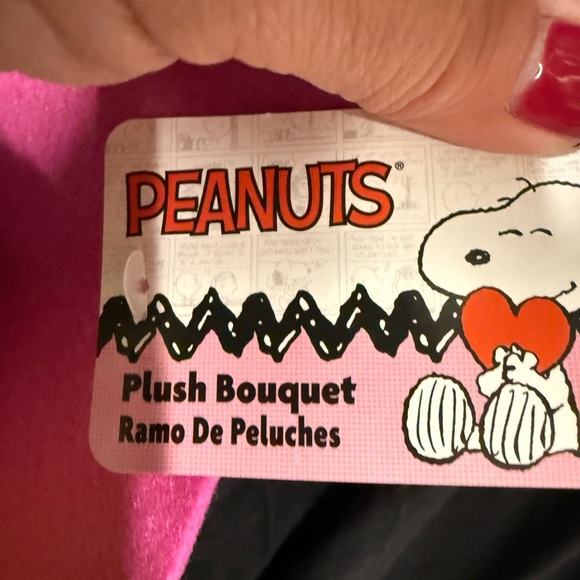 PEANUTS®
Plush Bouquet
Ramo De Peluches